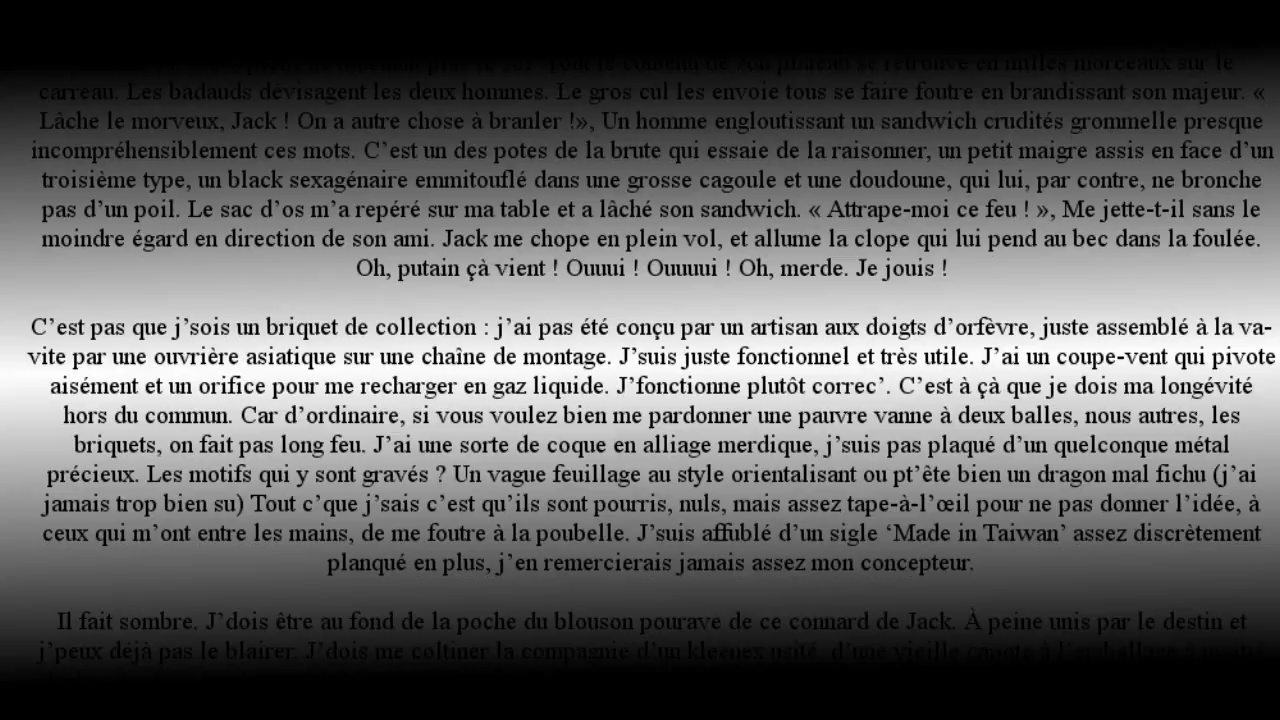 le contenu de son plateau se retrouve en milles morceaux sur le
carreau. Les badauds dévisagent les deux hommes. Le gros cul les envoie tous se faire foutre en brandissant son majeur. «
Lâche le morveux, Jack ! On a autre chose à branler !», Un homme engloutissant un sandwich crudités grommelle presque
incompréhensiblement ces mots. C’est un des potes de la brute qui essaie de la raisonner, un petit maigre assis en face d’un
troisième type, un black sexagénaire emmitouflé dans une grosse cagoule et une doudoune, qui lui, par contre, ne bronche
pas d’un poil. Le sac d’os m’a repéré sur ma table et a lâché son sandwich. « Attrape-moi ce feu ! », Me jette-t-il sans le
moindre égard en direction de son ami. Jack me chope en plein vol, et allume la clope qui lui pend au bec dans la foulée.
Oh, putain çà vient ! Ouuui ! Ouuuui ! Oh, merde. Je jouis !
C’est pas que j’sois un briquet de collection : j’ai pas été conçu par un artisan aux doigts d’orfèvre, juste assemblé à la va-
vite par une ouvrière asiatique sur une chaîne de montage. J’suis juste fonctionnel et très utile. J’ai un coupe-vent qui pivote
aisément et un orifice pour me recharger en gaz liquide. J’fonctionne plutôt correc’. C’est à çà que je dois ma longévité
hors du commun. Car d’ordinaire, si vous voulez bien me pardonner une pauvre vanne à deux balles, nous autres, les
briquets, on fait pas long feu. J’ai une sorte de coque en alliage merdique, j’suis pas plaqué d’un quelconque métal
précieux. Les motifs qui y sont gravés ? Un vague feuillage au style orientalisant ou pt’ête bien un dragon mal fichu (j’ai
jamais trop bien su) Tout c’que j’sais c’est qu’ils sont pourris, nuls, mais assez tape-à-l’œil pour ne pas donner l’idée, à
ceux qui m’ont entre les mains, de me foutre à la poubelle. J’suis affublé d’un sigle ‘Made in Taiwan’ assez discrètement
planqué en plus, j’en remercierais jamais assez mon concepteur.
Il fait sombre. J’dois être au fond de la poche du blouson pourave de ce connard de Jack. À peine unis par le destin et
j’peux déjà pas le blairer. J’dois me coltiner la compagnie d’un kleenex usité, d’une vieille capote à l’emballage à